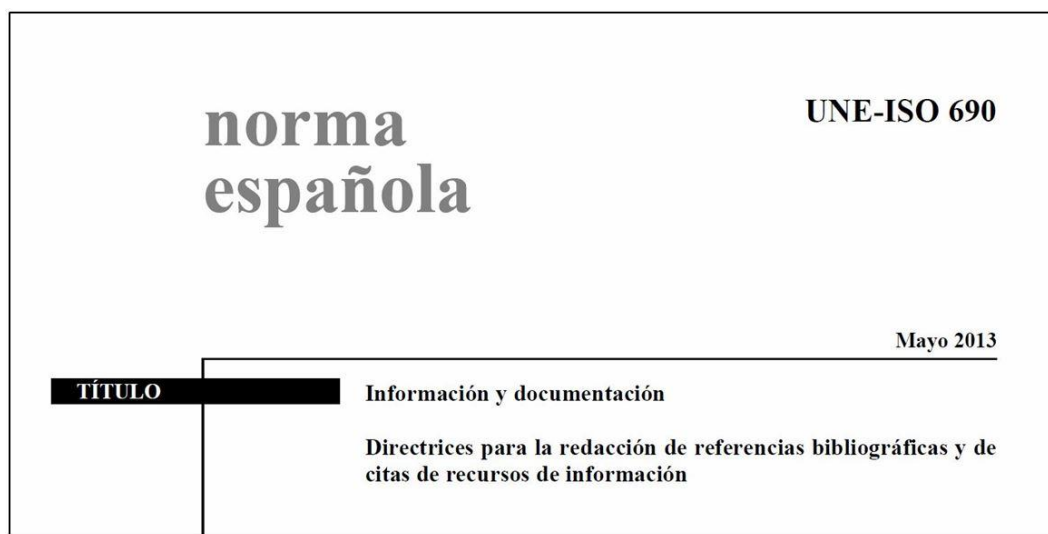 norma
española
UNE-ISO 690
Mayo 2013
TÍTULO
Información y documentación
Directrices para la redacción de referencias bibliográficas y de
citas de recursos de información